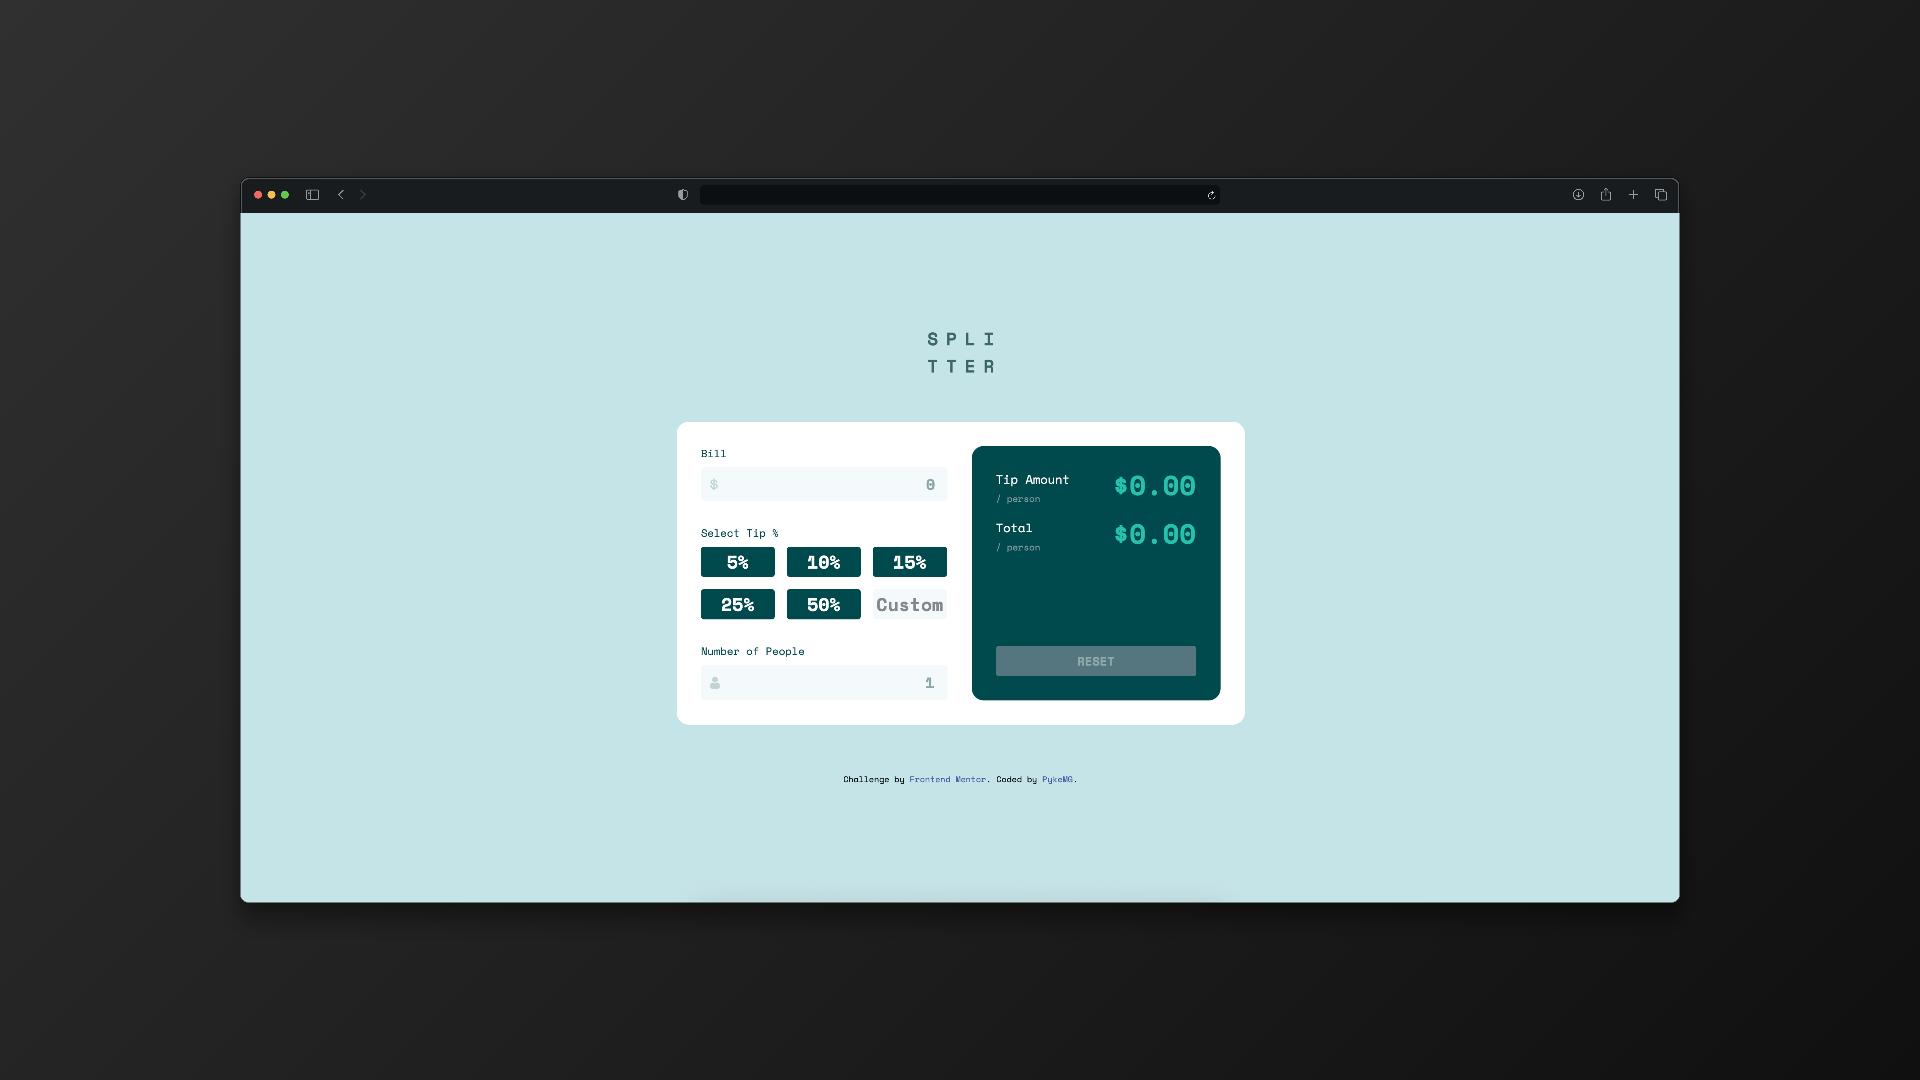 SPLI
TTER
Bill
$ 0
Select Tip %
5% 10% 15%
25% 50% Custom
Number of People
1
Tip Amount $0.00
/ person
Total $0.00
/ person
RESET
Challenge by Frontend Mentor. Coded by PykeMG.